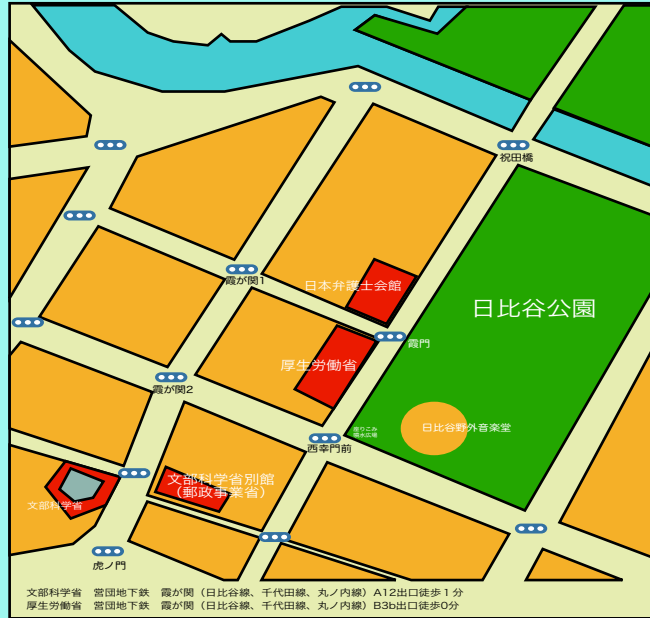 祝田橋
霞が関1
日本弁護士会館
日比谷公園
霞門
厚生労働省
霞が関2
日比谷野外音楽堂
西幸門前
文部科学省別館
（郵政事業省）
文部科学省
虎ノ門
文部科学省　営団地下鉄　霞が関（日比谷線、千代田線、丸ノ内線）A12出口徒歩１分
厚生労働省　営団地下鉄　霞が関（日比谷線、千代田線、丸ノ内線）B3b出口徒歩0分